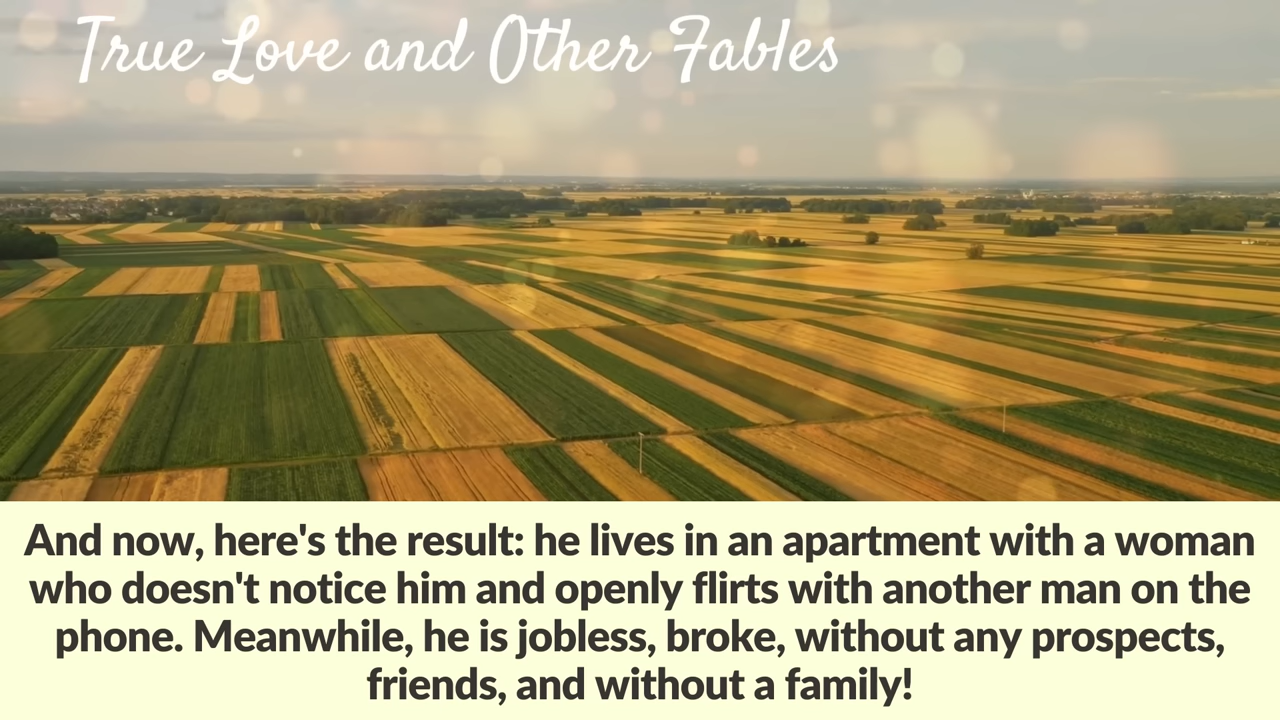 True Love and Other Fables
And now, here's the result: he lives in an apartment with a woman
who doesn't notice him and openly flirts with another man on the
phone. Meanwhile, he is jobless, broke, without any prospects,
friends, and without a family!